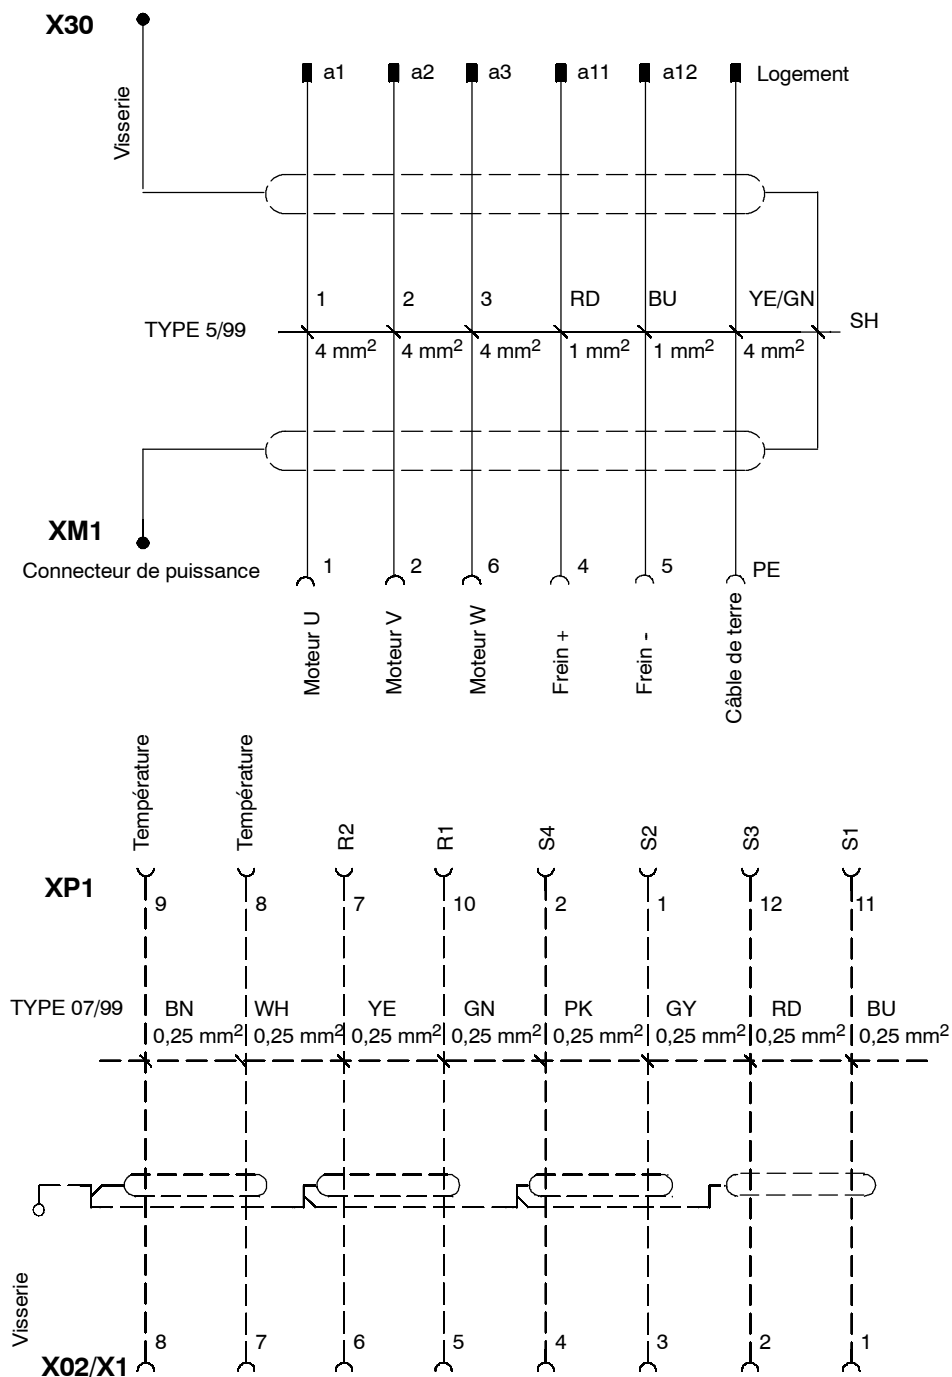 X30
a1 a2 a3 a11 a12 Logement
Visserie
1 2 3 RD BU YE/GN
TYPE 5/99 SH
4 mm² 4 mm² 4 mm² 1 mm² 1 mm² 4 mm²
XM1
Connecteur de puissance
1 2 6 4 5 PE
Moteur U
Moteur V
Moteur W
Frein +
Frein -
Câble de terre
Température
Température
R2
R1
S4
S2
S3
S1
XP1
9 8 7 10 2 1 12 11
TYPE 07/99 BN WH YE GN PK GY RD BU
0,25 mm² 0,25 mm² 0,25 mm² 0,25 mm² 0,25 mm² 0,25 mm² 0,25 mm² 0,25 mm²
Visserie
8 7 6 5 4 3 2 1
X02/X1